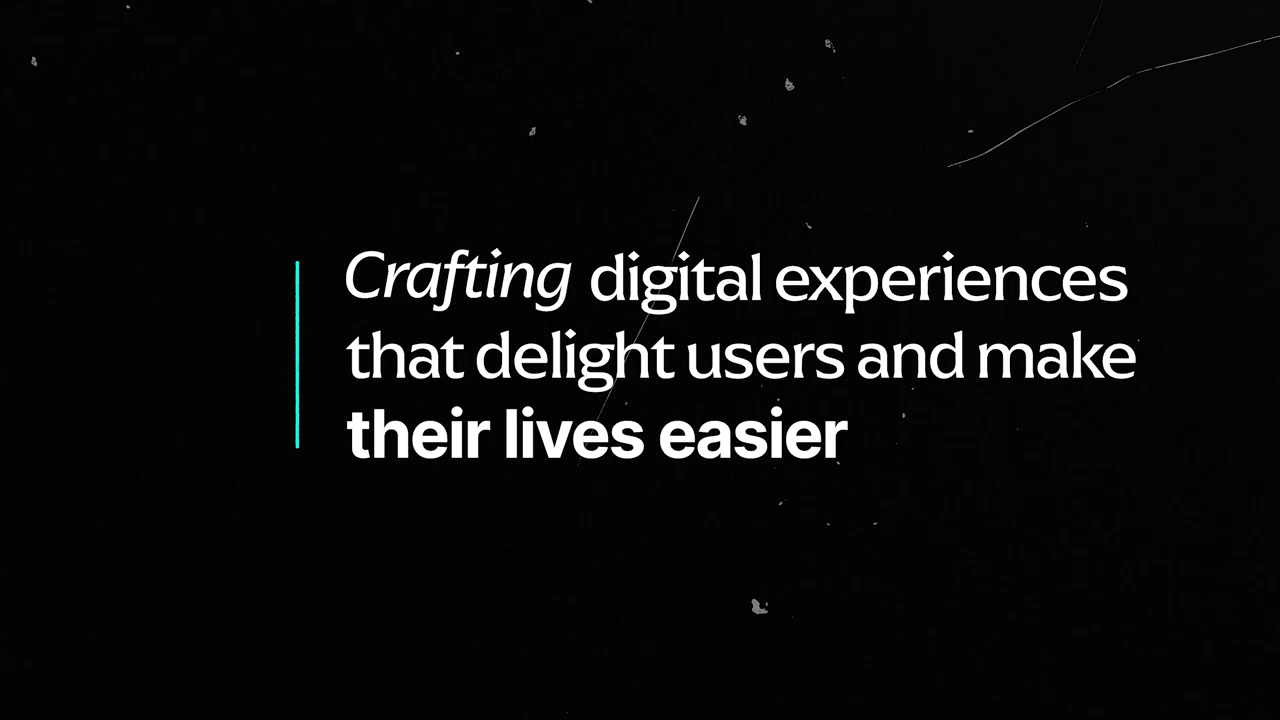 Crafting digital experiences
that delight users and make
their lives easier